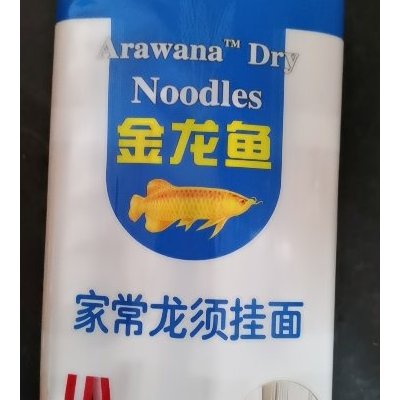 Arawana™ Dry
Noodles
金龙鱼
家常龙须挂面